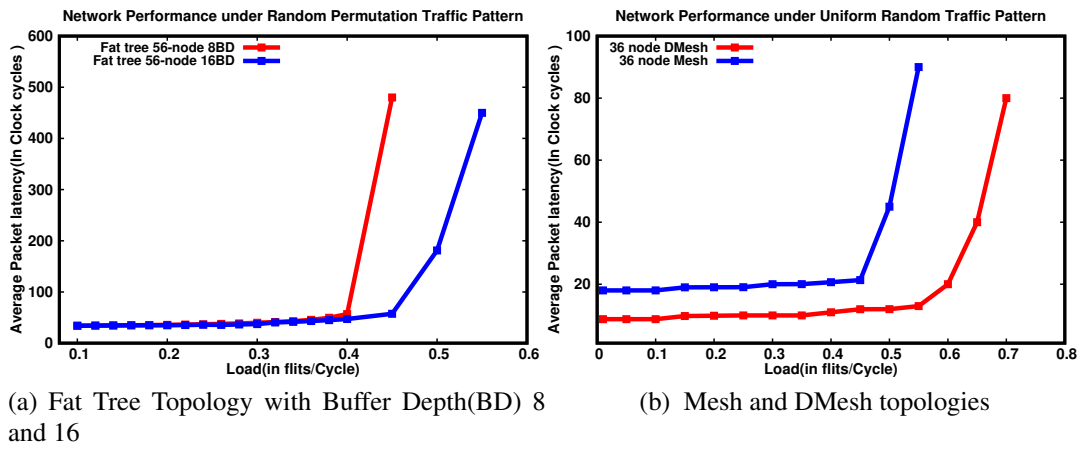 Network Performance under Random Permutation Traffic Pattern
600
500
400
300
200
100
0
Average Packet latency(In Clock cycles )
Fat tree 56-node 8BD
Fat tree 56-node 16BD
0.1 0.2 0.3 0.4 0.5 0.6
Load(in flits/Cycle)
(a) Fat Tree Topology with Buffer Depth(BD) 8
and 16
Network Performance under Uniform Random Traffic Pattern
100
80
60
40
20
Average Packet latency(In Clock cycles )
36 node DMesh
36 node Mesh
0 0.1 0.2 0.3 0.4 0.5 0.6 0.7 0.8
Load(in flits/Cycle)
(b) Mesh and DMesh topologies